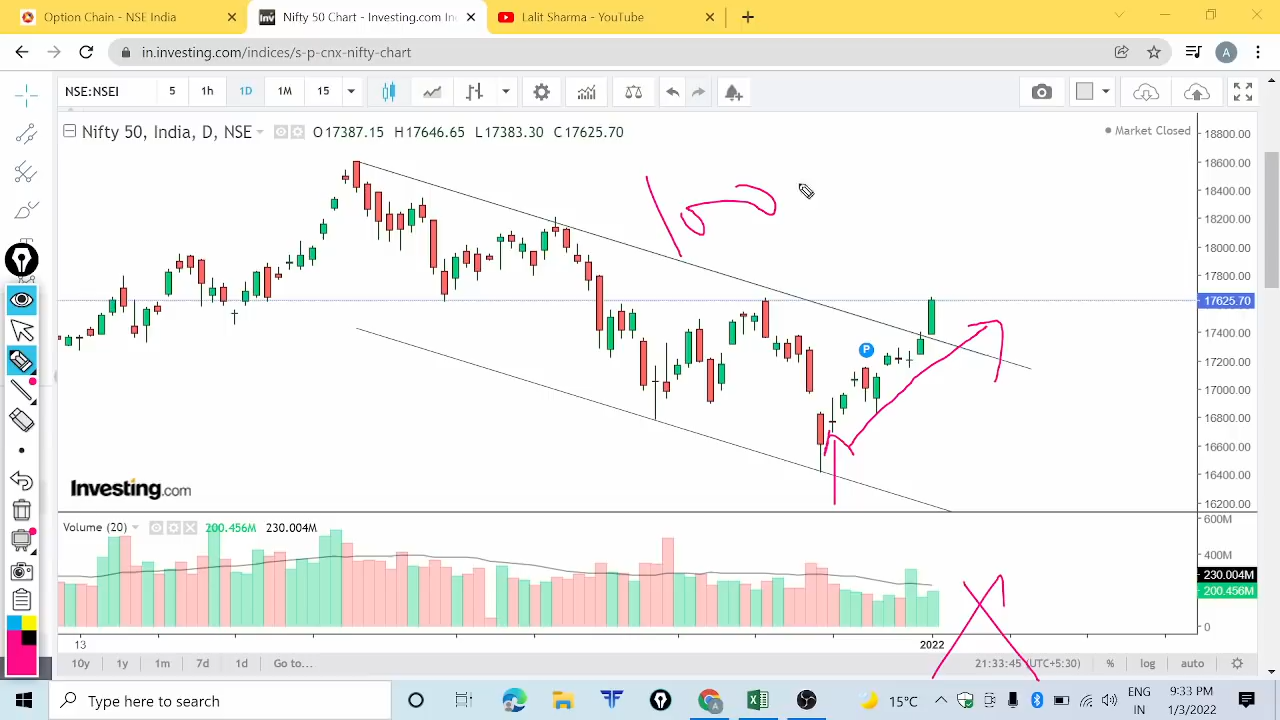 Option Chain - NSE India
Nifty 50 Chart - Investing.com In
Lalit Sharma - YouTube
in.investing.com/indices/s-p-cnx-nifty-chart
A
NSE:NSEI 5 1h 1D 1M 15
Nifty 50, India, D, NSE O17387.15 H17646.65 L17383.30 C17625.70
Market Closed
18800.00
18600.00
18400.00
18200.00
18000.00
17800.00
17625.70
17400.00
17200.00
17000.00
16800.00
16600.00
16400.00
16200.00
100
P
Investing.com
Volume (20) 200.456M 230.004M
600M
400M
230.004M
200.456M
0
13 2022
10y 1y 1m 7d 1d Go to... 21:33:45 (UTC+5:30) % log auto
Type here to search
15°C
ENG
IN
9:33 PM
1/3/2022